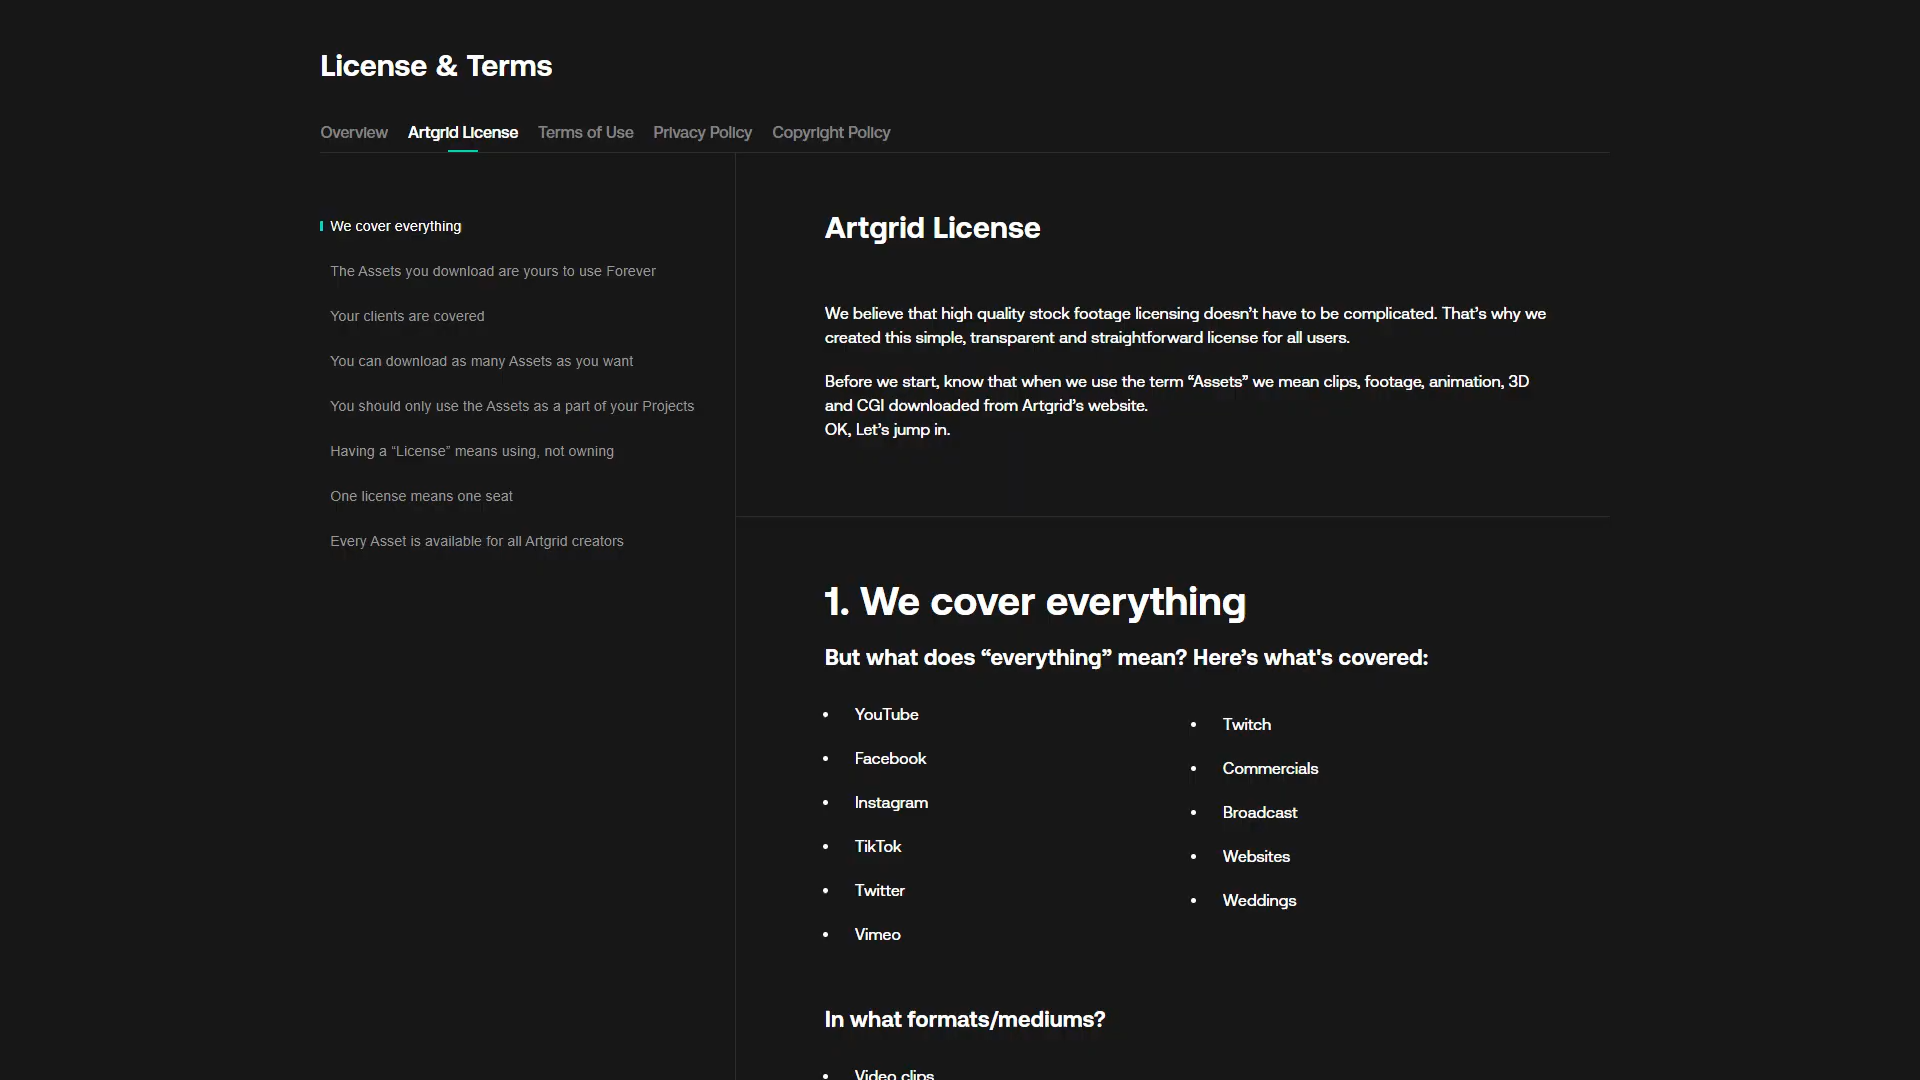 License & Terms
Overview Artgrid License Terms of Use Privacy Policy Copyright Policy
We cover everything
The Assets you download are yours to use Forever
Your clients are covered
You can download as many Assets as you want
You should only use the Assets as a part of your Projects
Having a “License” means using, not owning
One license means one seat
Every Asset is available for all Artgrid creators
Artgrid License
We believe that high quality stock footage licensing doesn’t have to be complicated. That’s why we
created this simple, transparent and straightforward license for all users.
Before we start, know that when we use the term “Assets” we mean clips, footage, animation, 3D
and CGI downloaded from Artgrid’s website.
OK, Let’s jump in.
1. We cover everything
But what does “everything” mean? Here’s what's covered:
• YouTube
• Facebook
• Instagram
• TikTok
• Twitter
• Vimeo
• Twitch
• Commercials
• Broadcast
• Websites
• Weddings
In what formats/mediums?
• Video clips